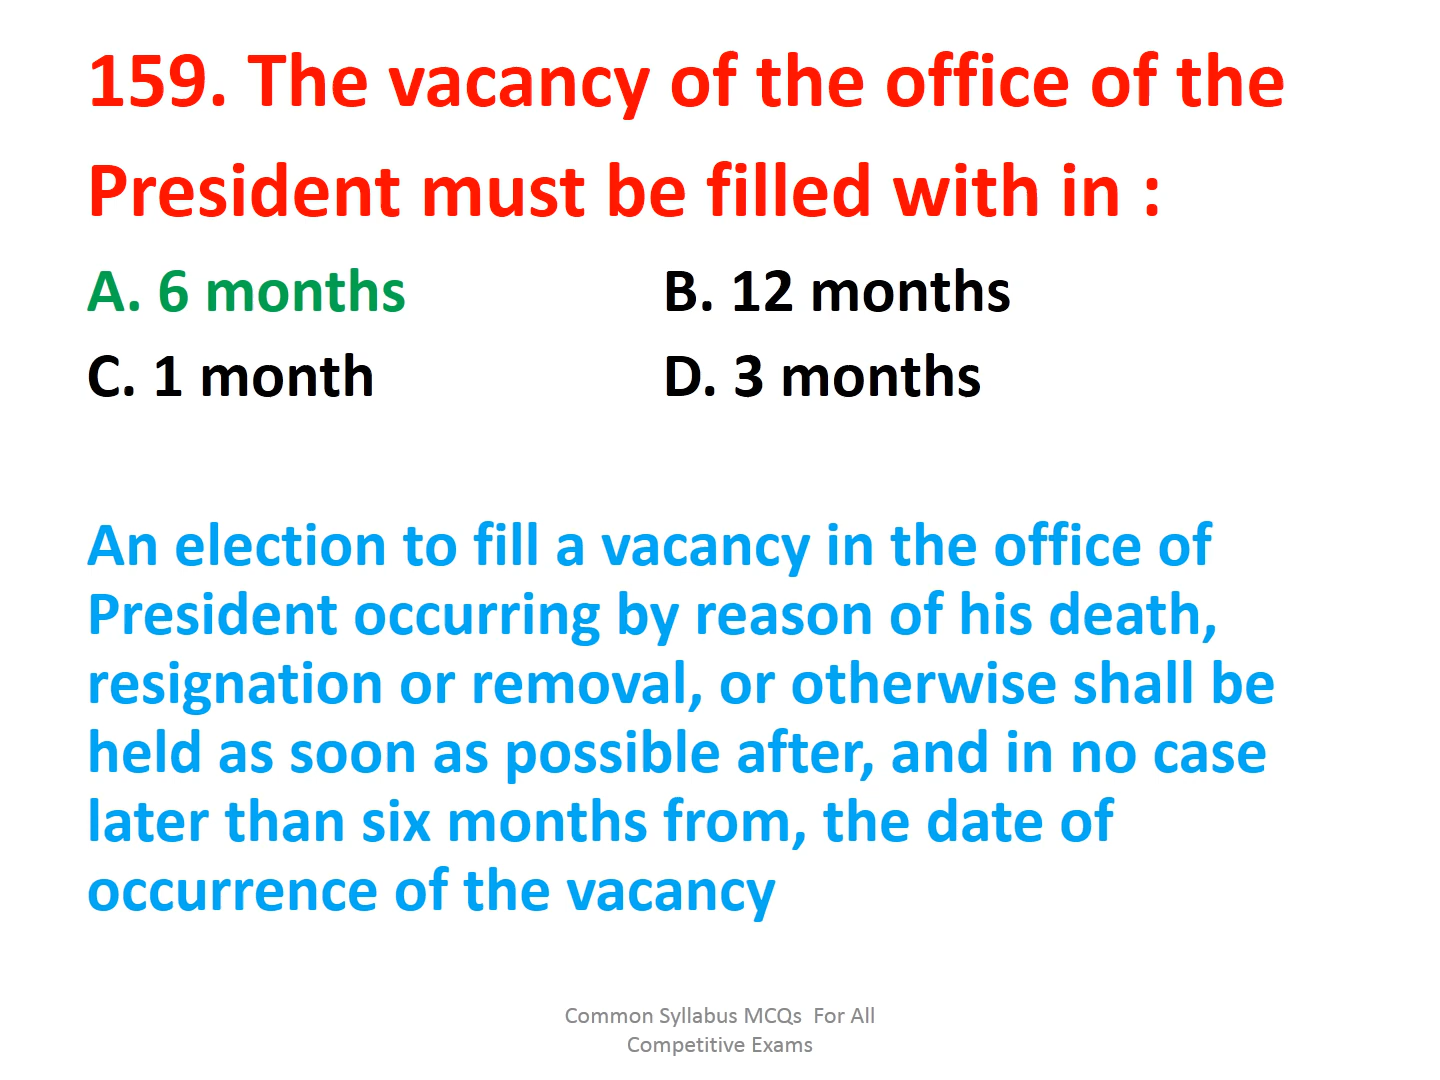 159. The vacancy of the office of the
President must be filled with in :
A. 6 months B. 12 months
C. 1 month D. 3 months
An election to fill a vacancy in the office of
President occurring by reason of his death,
resignation or removal, or otherwise shall be
held as soon as possible after, and in no case
later than six months from, the date of
occurrence of the vacancy
Common Syllabus MCQs For All
Competitive Exams